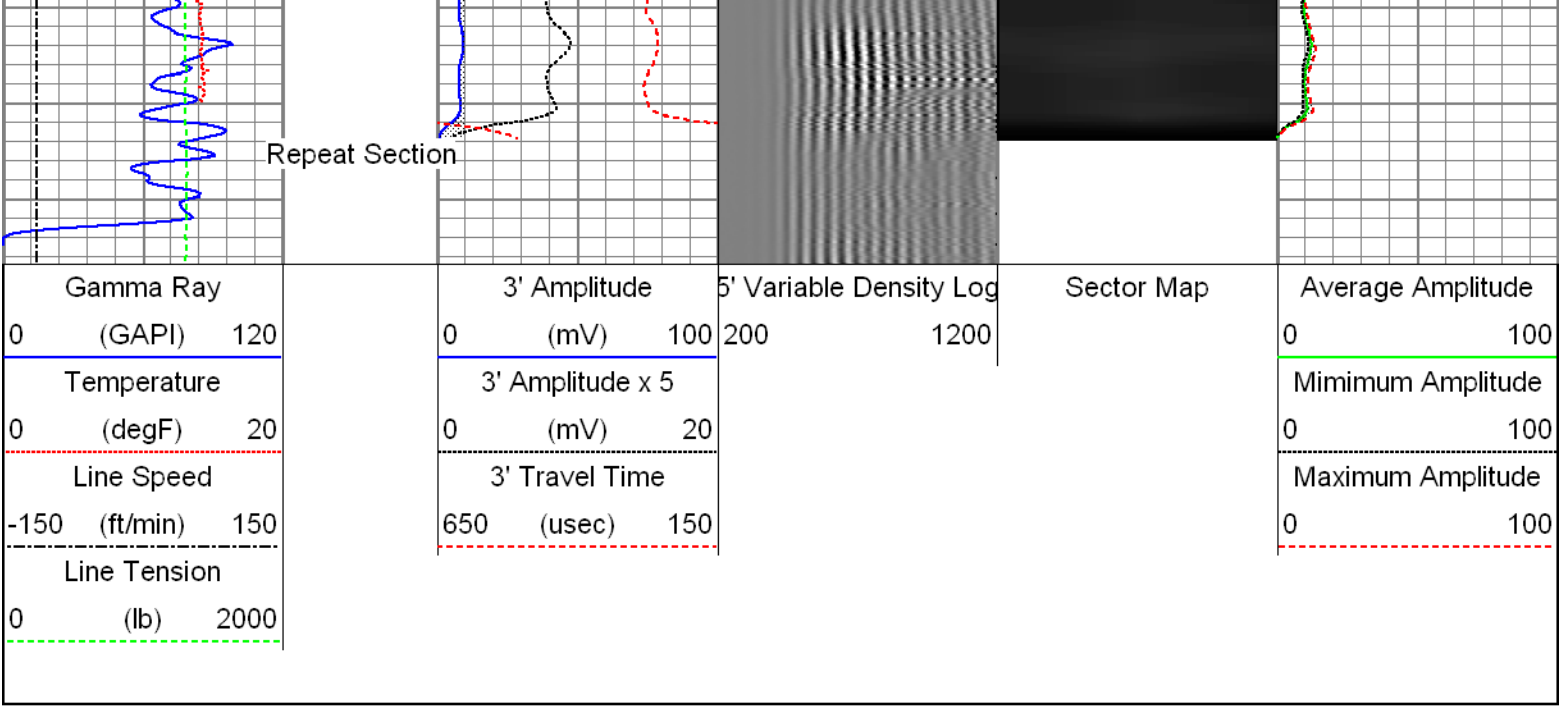 Repeat Section
Gamma Ray
0 (GAPI) 120
Temperature
0 (degF) 20
Line Speed
-150 (ft/min) 150
Line Tension
0 (lb) 2000
3' Amplitude
0 (mV) 100
3' Amplitude x 5
0 (mV) 20
3' Travel Time
650 (usec) 150
5' Variable Density Log
200 1200
Sector Map
Average Amplitude
0 100
Mimimum Amplitude
0 100
Maximum Amplitude
0 100